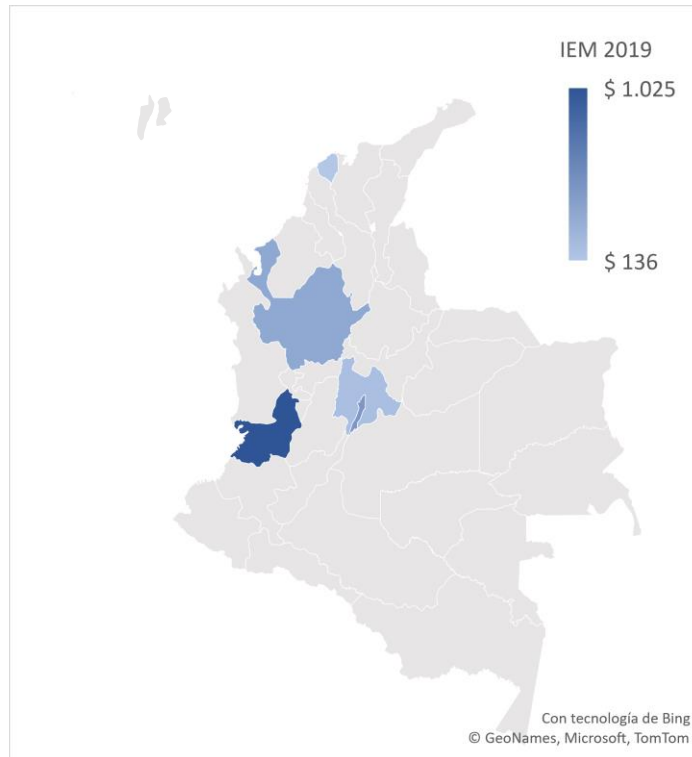 IEM 2019
$ 1.025
$ 136
Con tecnología de Bing
© GeoNames, Microsoft, TomTom